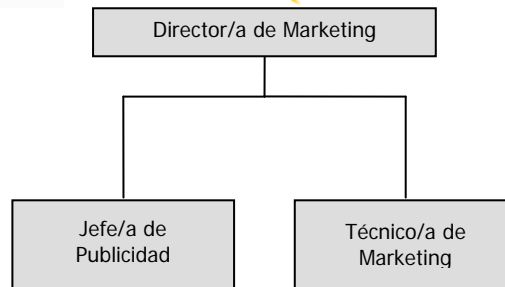 Director/a de Marketing
Jefe/a de
Publicidad
Técnico/a de
Marketing